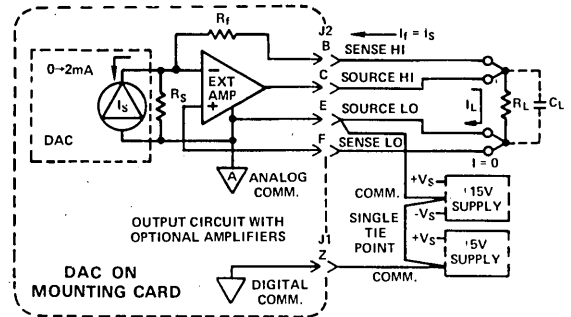 Rf
J2
If = IS
B
SENSE HI
0→2mA
−
EXT
AMP
+
C
SOURCE HI
IS
RS
E
SOURCE LO
IL
RL
CL
DAC
F
SENSE LO
I = 0
A
ANALOG
COMM.
+VS
COMM.
±15V
SUPPLY
OUTPUT CIRCUIT WITH
OPTIONAL AMPLIFIERS
SINGLE
TIE
POINT
-VS
+VS
J1
5V
SUPPLY
DAC ON
MOUNTING CARD
Z
DIGITAL
COMM.
COMM.